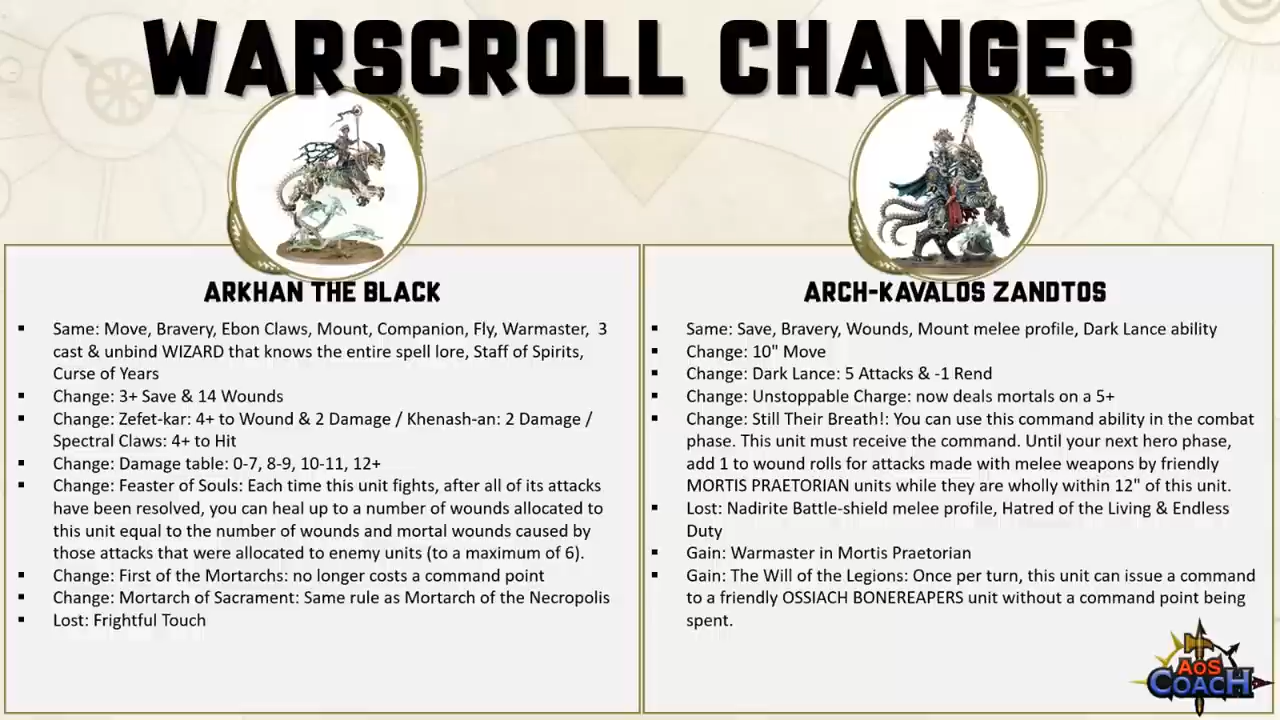 WARSCROLL CHANGES
ARKHAN THE BLACK
▪ Same: Move, Bravery, Ebon Claws, Mount, Companion, Fly, Warmaster, 3
cast & unbind WIZARD that knows the entire spell lore, Staff of Spirits,
Curse of Years
▪ Change: 3+ Save & 14 Wounds
▪ Change: Zefet-kar: 4+ to Wound & 2 Damage / Khenash-an: 2 Damage /
Spectral Claws: 4+ to Hit
▪ Change: Damage table: 0-7, 8-9, 10-11, 12+
▪ Change: Feaster of Souls: Each time this unit fights, after all of its attacks
have been resolved, you can heal up to a number of wounds allocated to
this unit equal to the number of wounds and mortal wounds caused by
those attacks that were allocated to enemy units (to a maximum of 6).
▪ Change: First of the Mortarchs: no longer costs a command point
▪ Change: Mortarch of Sacrament: Same rule as Mortarch of the Necropolis
▪ Lost: Frightful Touch
ARCH-KAVALOS ZANDTOS
▪ Same: Save, Bravery, Wounds, Mount melee profile, Dark Lance ability
▪ Change: 10" Move
▪ Change: Dark Lance: 5 Attacks & -1 Rend
▪ Change: Unstoppable Charge: now deals mortals on a 5+
▪ Change: Still Their Breath!: You can use this command ability in the combat
phase. This unit must receive the command. Until your next hero phase,
add 1 to wound rolls for attacks made with melee weapons by friendly
MORTIS PRAETORIAN units while they are wholly within 12" of this unit.
▪ Lost: Nadirite Battle-shield melee profile, Hatred of the Living & Endless
Duty
▪ Gain: Warmaster in Mortis Praetorian
▪ Gain: The Will of the Legions: Once per turn, this unit can issue a command
to a friendly OSSIACH BONEREAPERS unit without a command point being
spent.
AoS
COACH